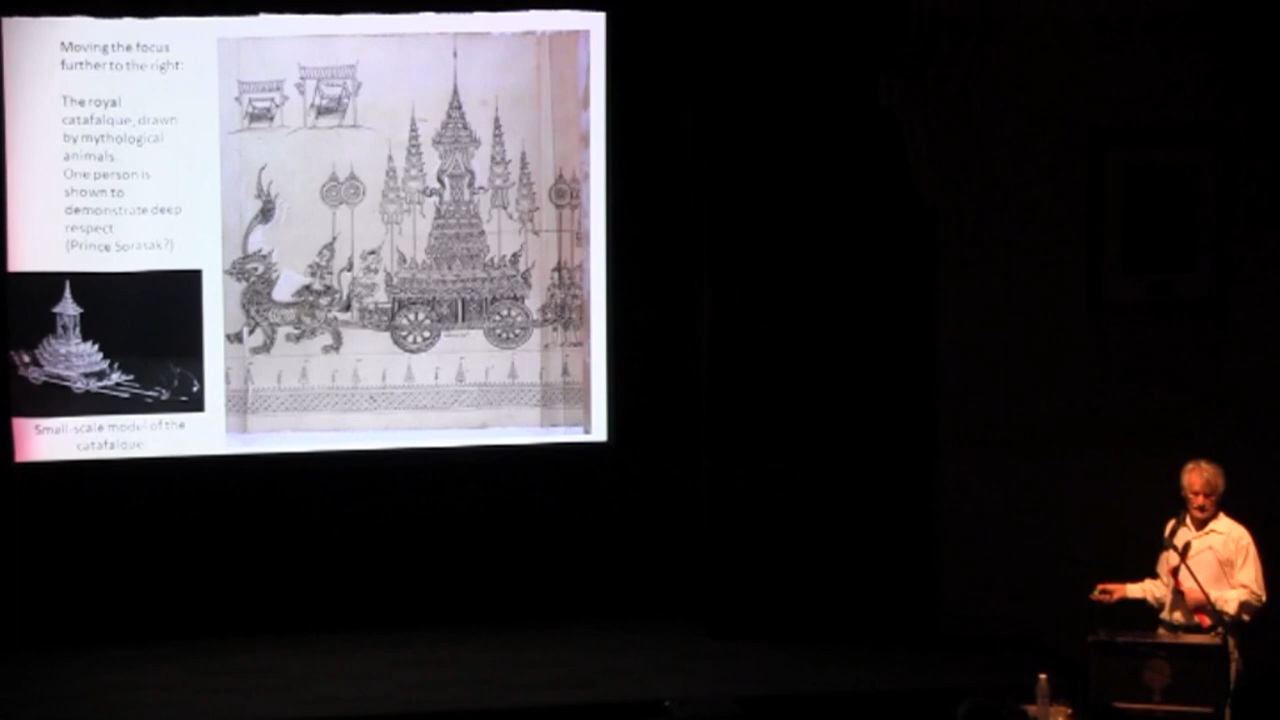 Moving the focus
further to the right:
The royal
catafalque, drawn
by mythological
animals.
One person is
shown to
demonstrate deep
respect
(Prince Sorasak?)
Small-scale model of the
catafalque